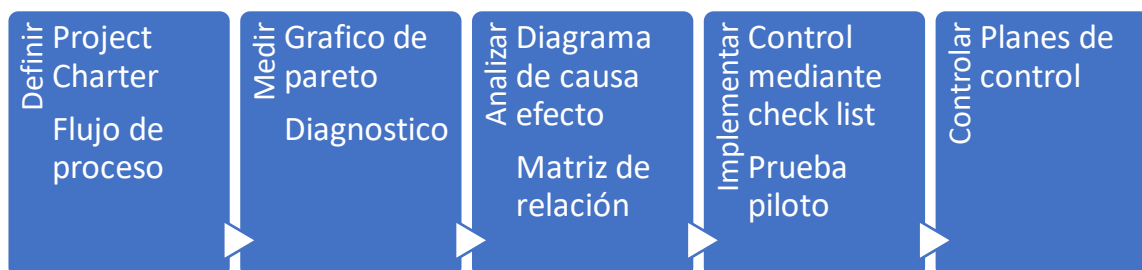 Definir
Project
Charter
Flujo de
proceso
Medir
Grafico de
pareto
Diagnostico
Analizar
Diagrama
de causa
efecto
Matriz de
relación
Implementar
Control
mediante
check list
Prueba
piloto
Controlar
Planes de
control